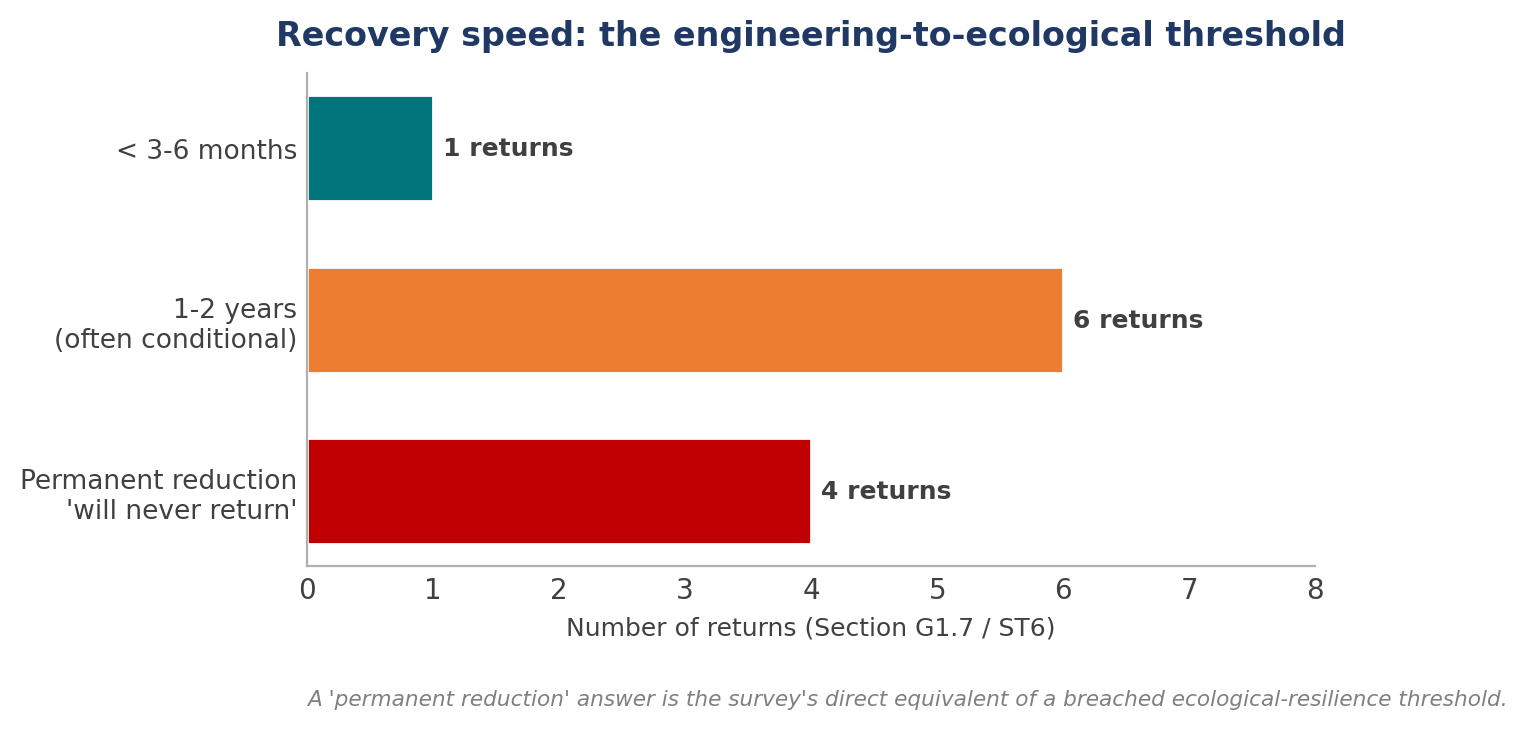 Recovery speed: the engineering-to-ecological threshold
< 3-6 months
1 returns
1-2 years
(often conditional)
6 returns
Permanent reduction
'will never return'
4 returns
0 1 2 3 4 5 6 7 8
Number of returns (Section G1.7 / ST6)
A 'permanent reduction' answer is the survey's direct equivalent of a breached ecological-resilience threshold.